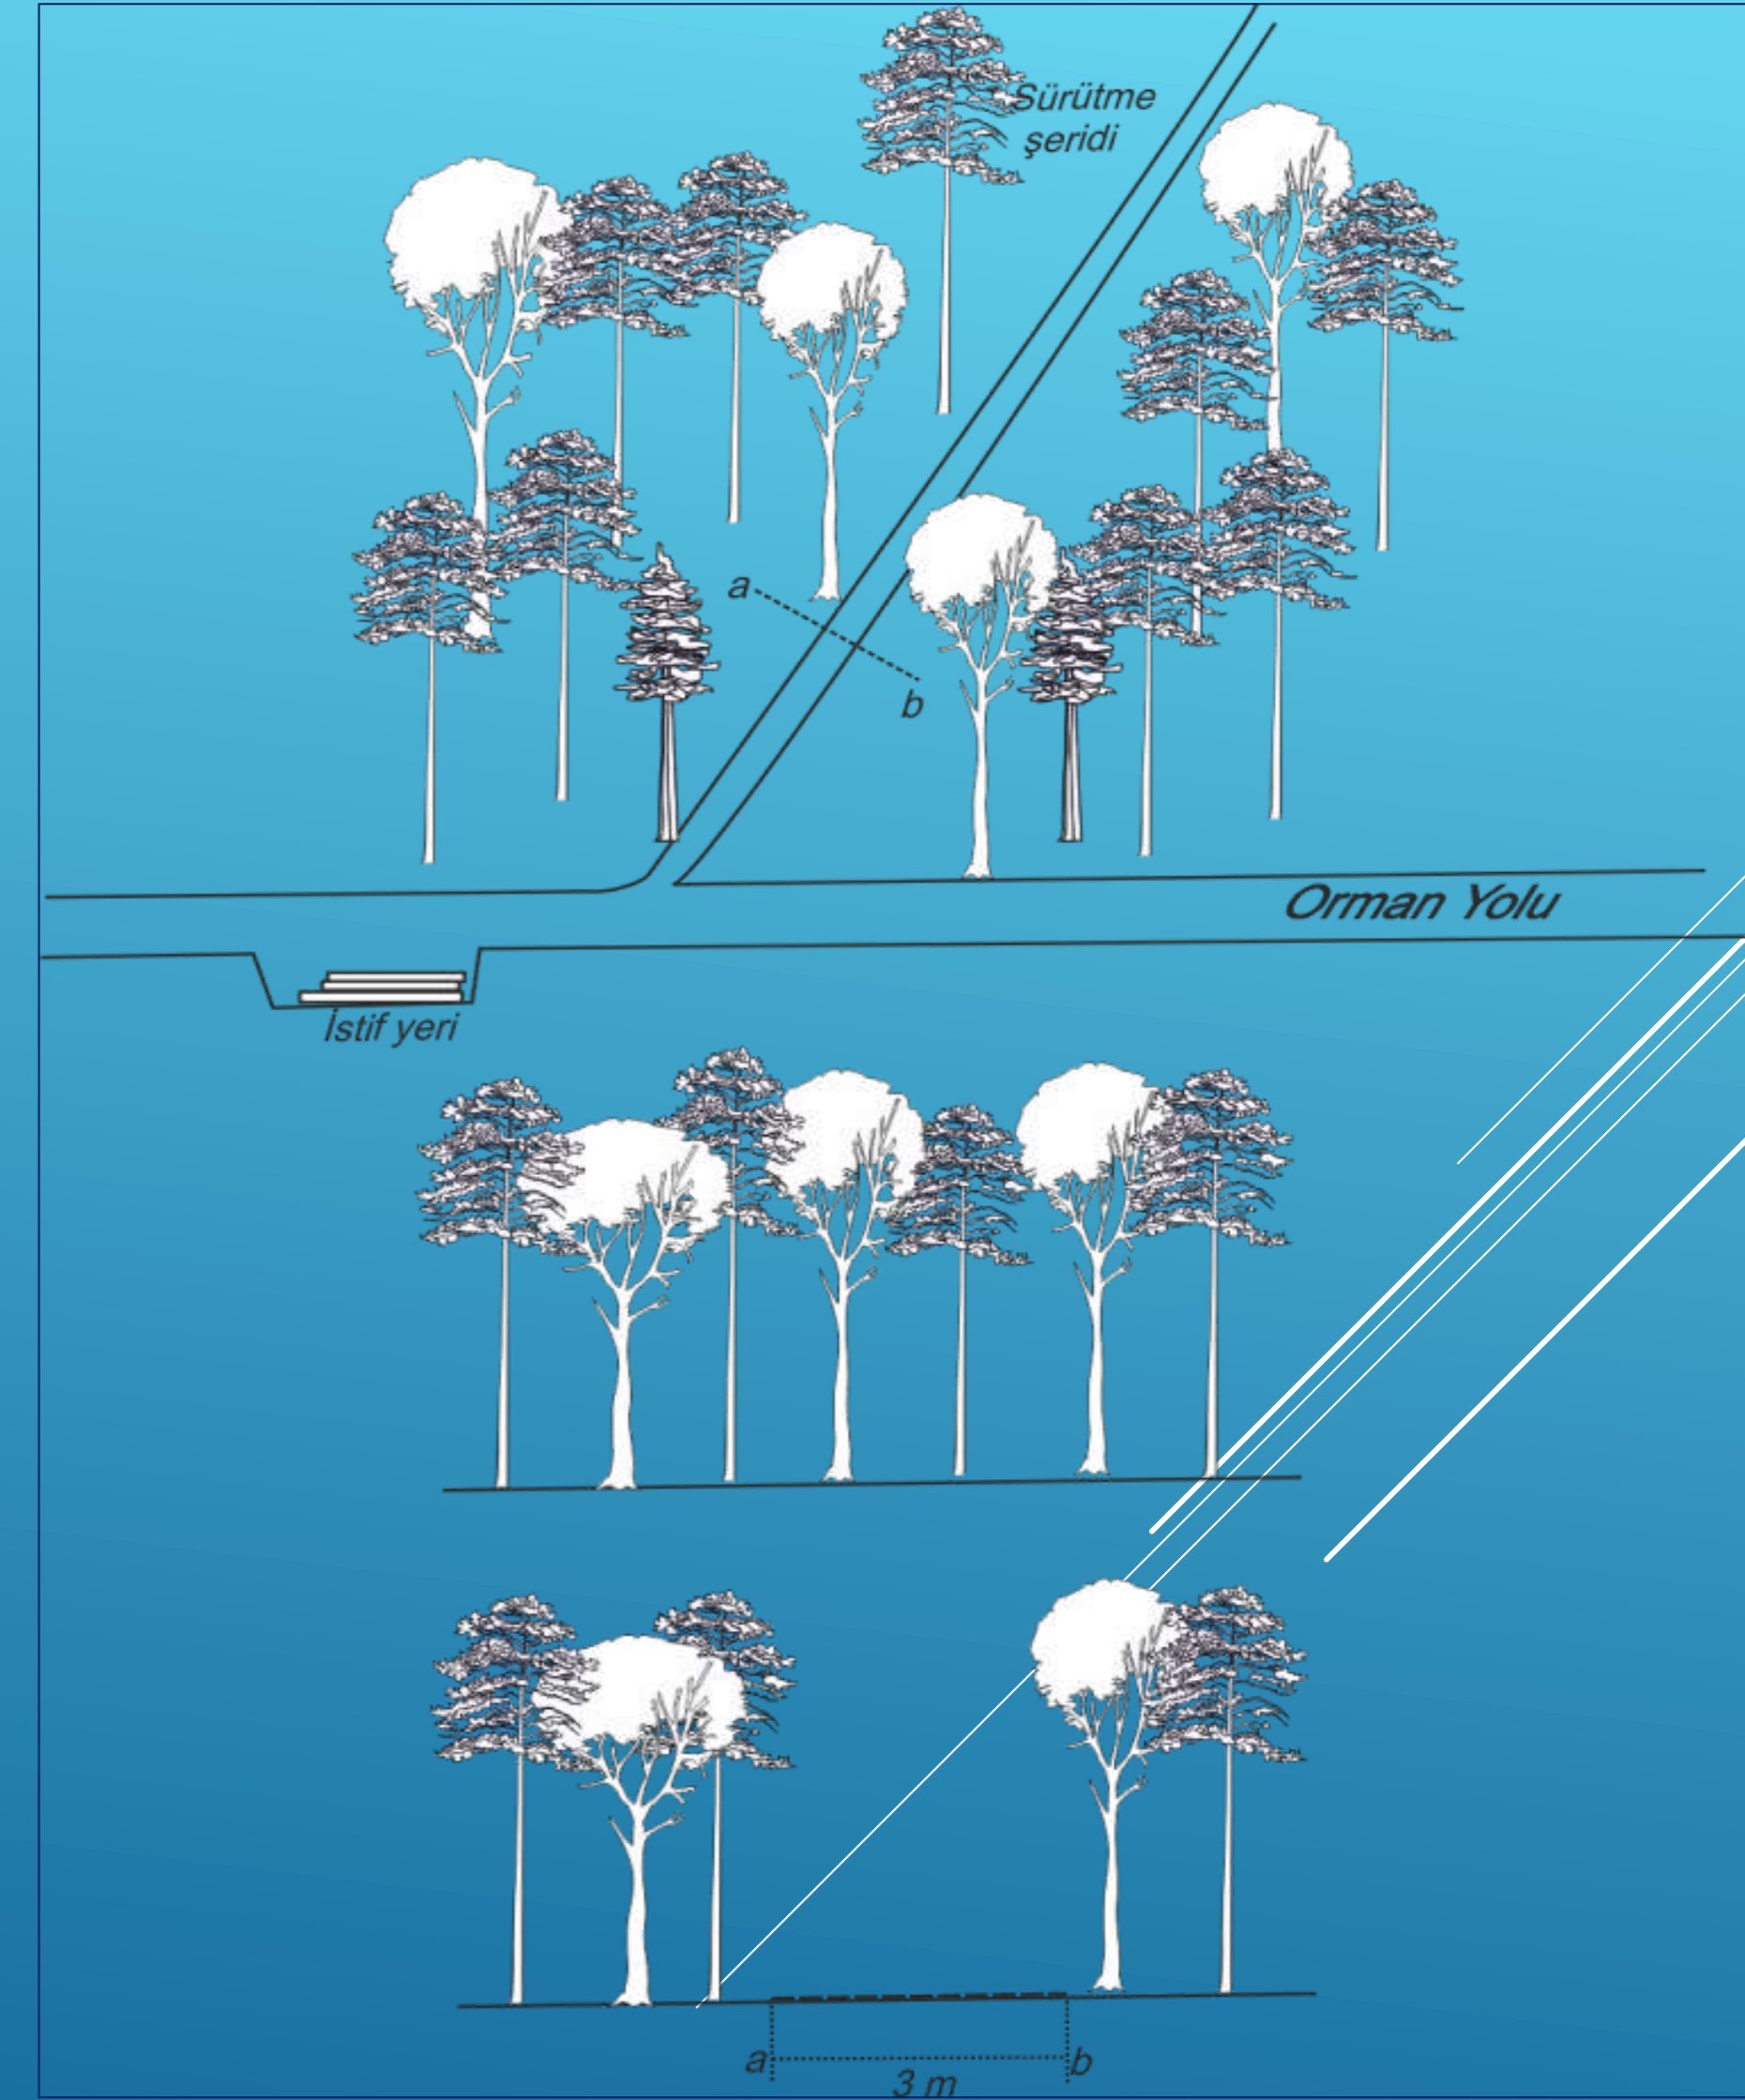 Sürütme
şeridi
a
b
Orman Yolu
İstif yeri
a
b
3 m